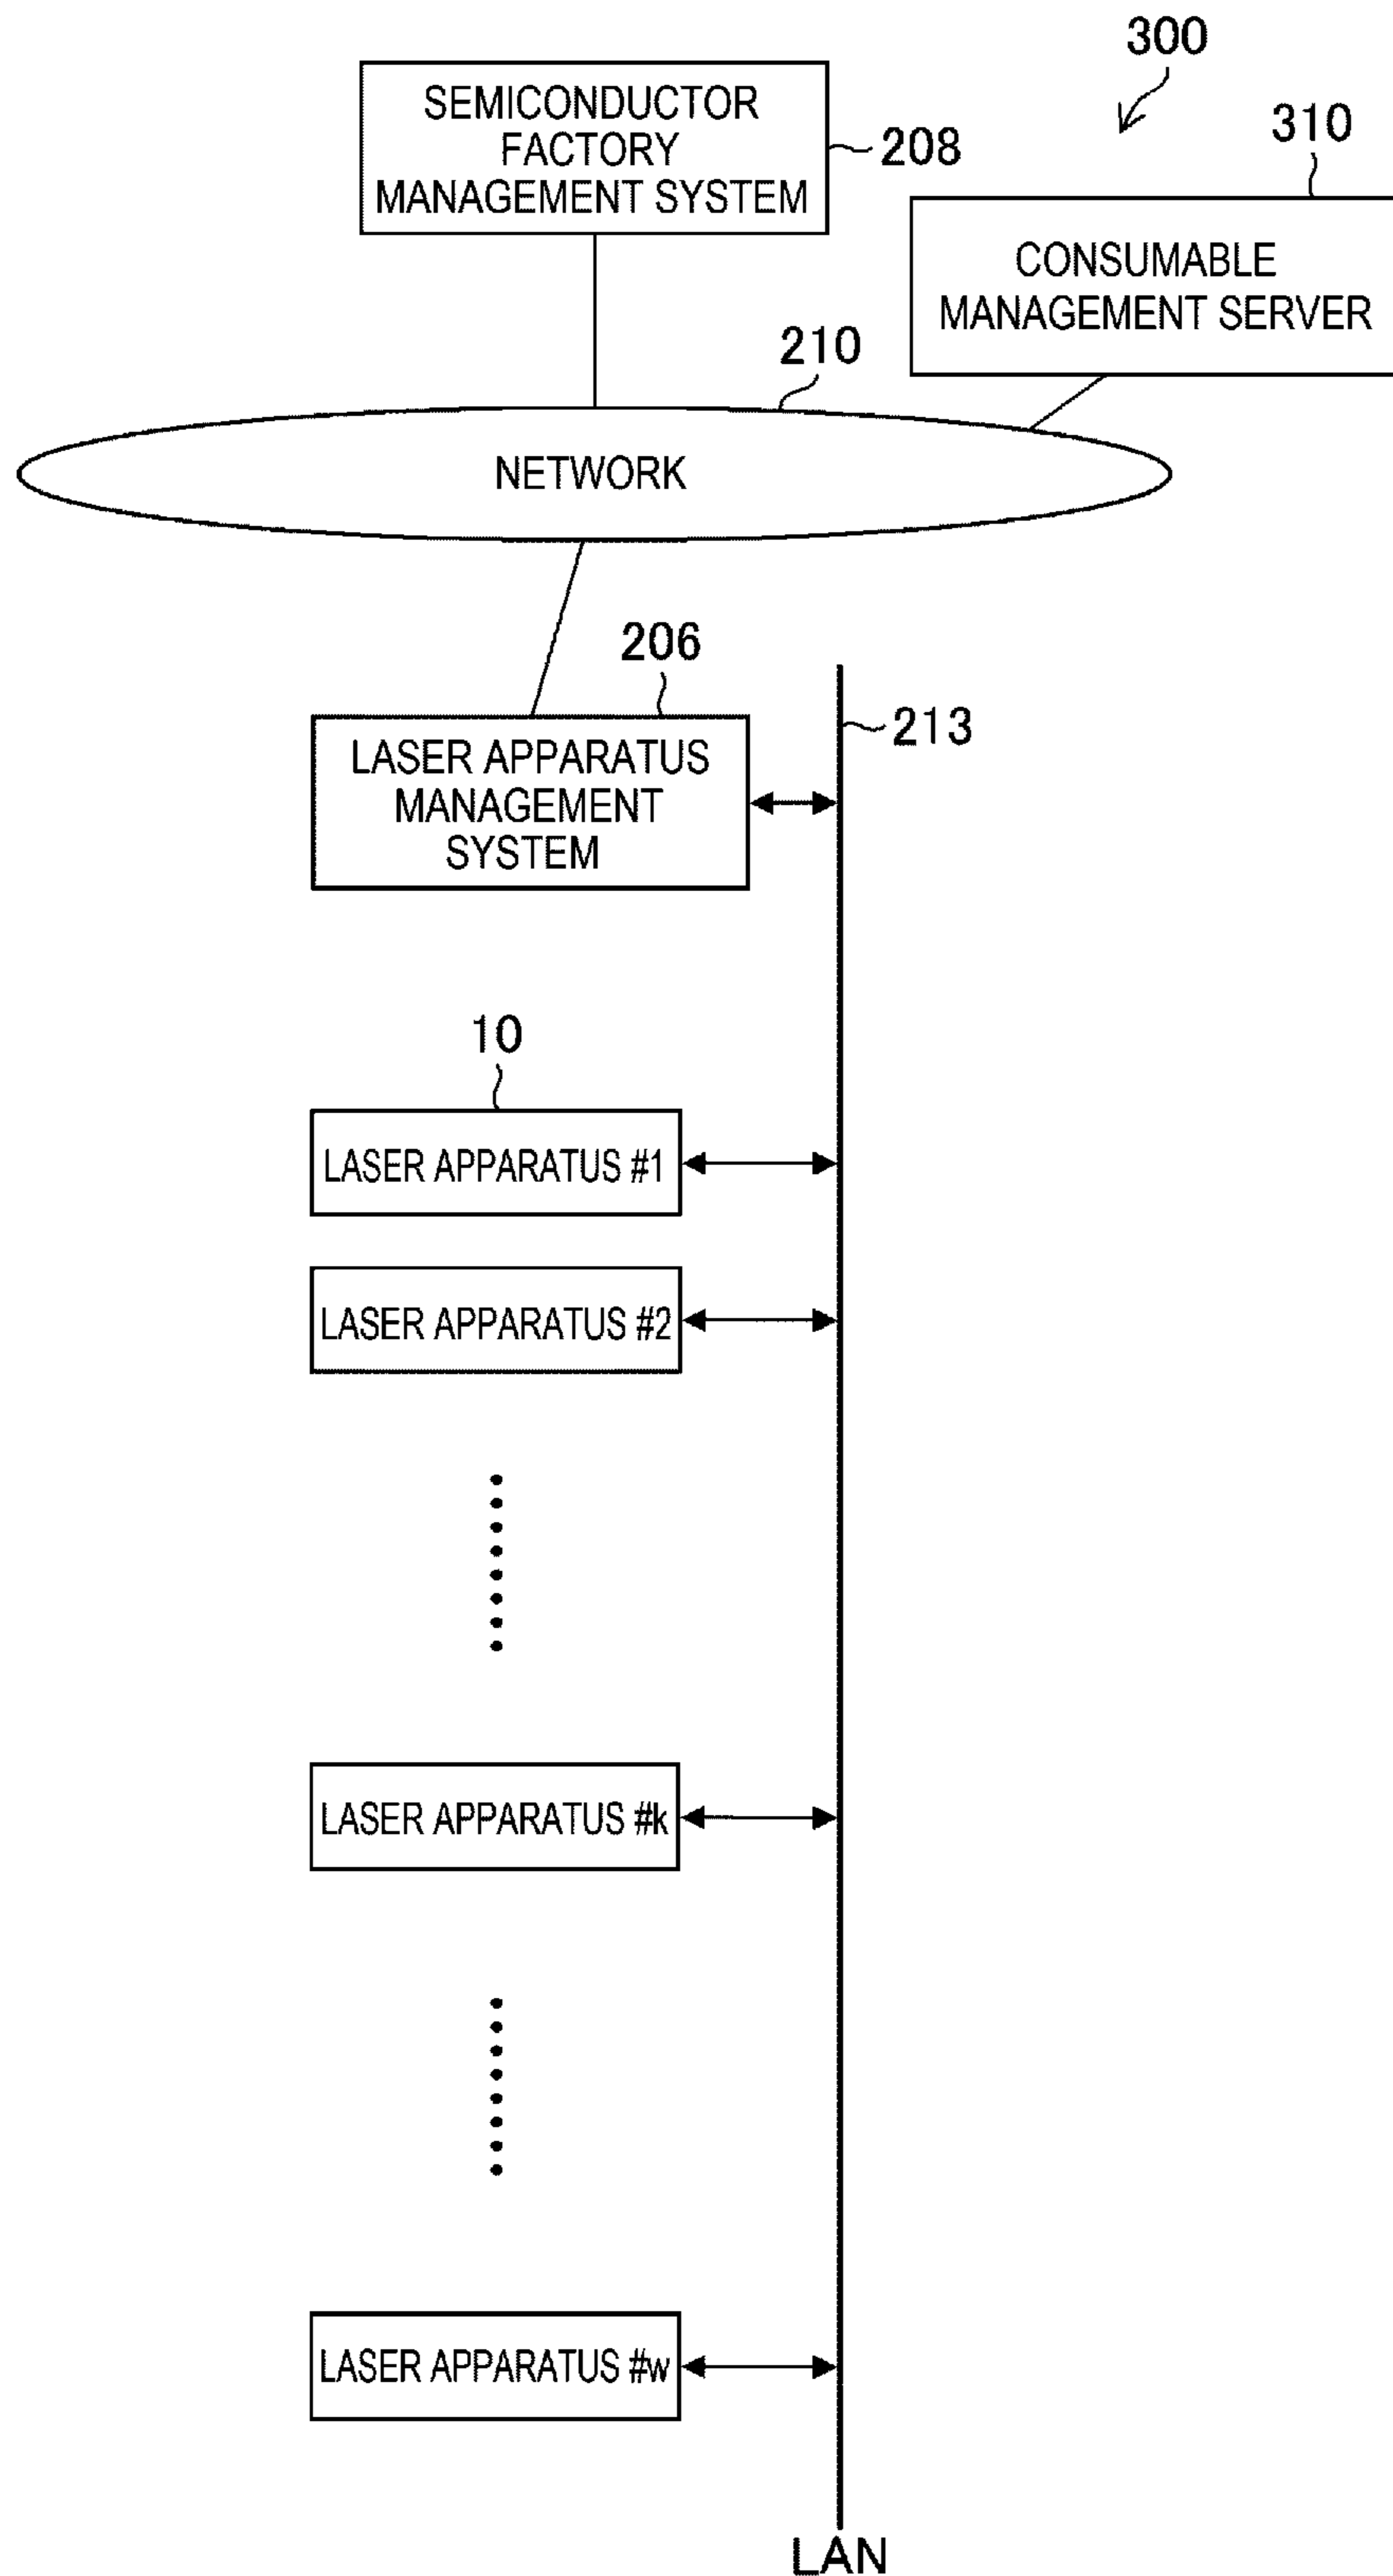 300
SEMICONDUCTOR
FACTORY
MANAGEMENT SYSTEM
208
310
CONSUMABLE
MANAGEMENT SERVER
210
NETWORK
206
213
LASER APPARATUS
MANAGEMENT
SYSTEM
10
LASER APPARATUS #1
LASER APPARATUS #2
LASER APPARATUS #k
LASER APPARATUS #w
LAN